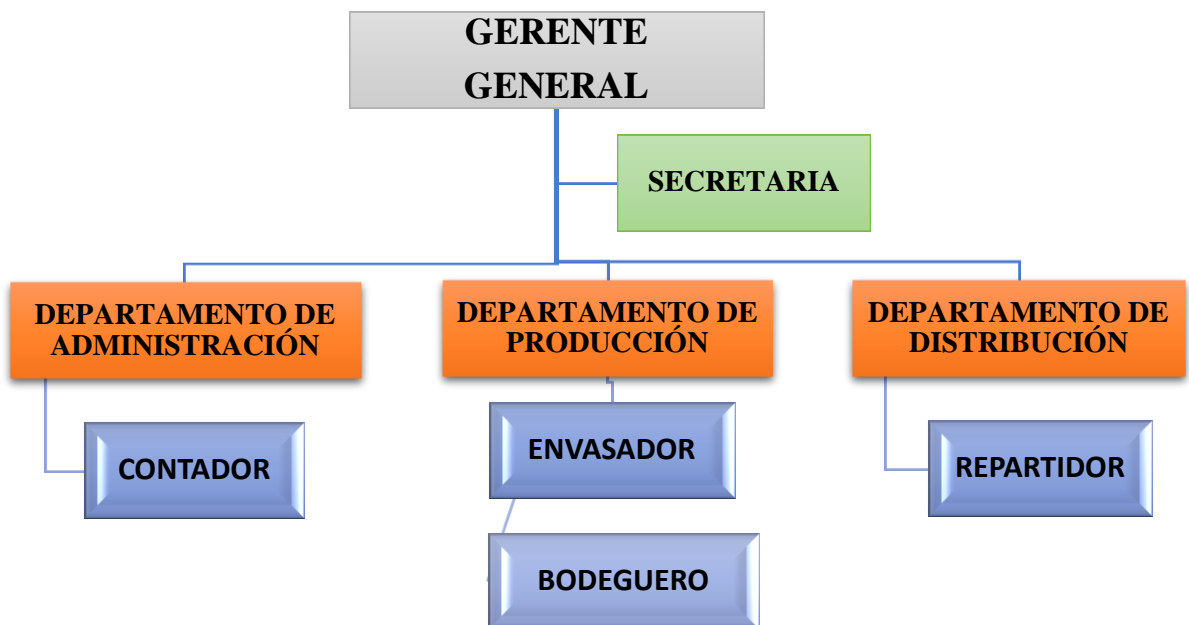 GERENTE
GENERAL
SECRETARIA
DEPARTAMENTO DE
ADMINISTRACIÓN
DEPARTAMENTO DE
PRODUCCIÓN
DEPARTAMENTO DE
DISTRIBUCIÓN
CONTADOR
ENVASADOR
REPARTIDOR
BODEGUERO